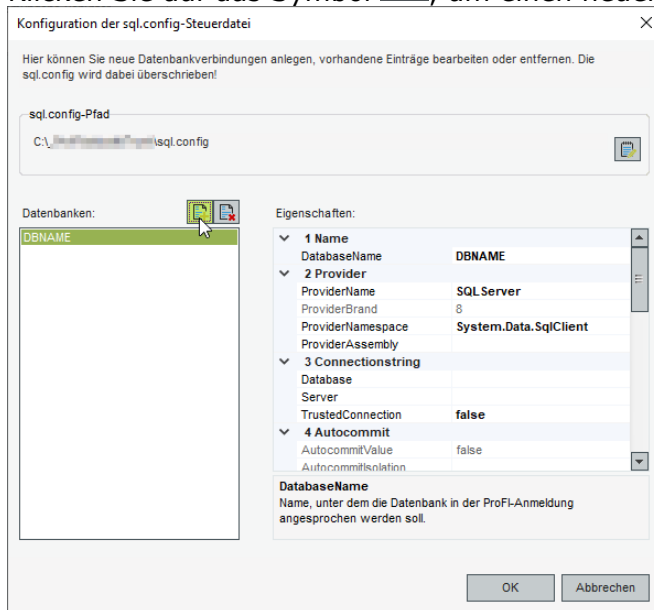 Konfiguration der sql.config-Steuerdatei
Hier können Sie neue Datenbankverbindungen anlegen, vorhandene Einträge bearbeiten oder entfernen. Die
sql.config wird dabei überschrieben!
sql.config-Pfad
C:\ \sql.config
Datenbanken:
DBNAME
Eigenschaften:
1 Name
DatabaseName DBNAME
2 Provider
ProviderName SQLServer
ProviderBrand 8
ProviderNamespace System.Data.SqlClient
ProviderAssembly
3 Connectionstring
Database
Server
TrustedConnection false
4 Autocommit
AutocommitValue false
AutocommitIsolation
DatabaseName
Name, unter dem die Datenbank in der ProFI-Anmeldung
angesprochen werden soll.
OK Abbrechen